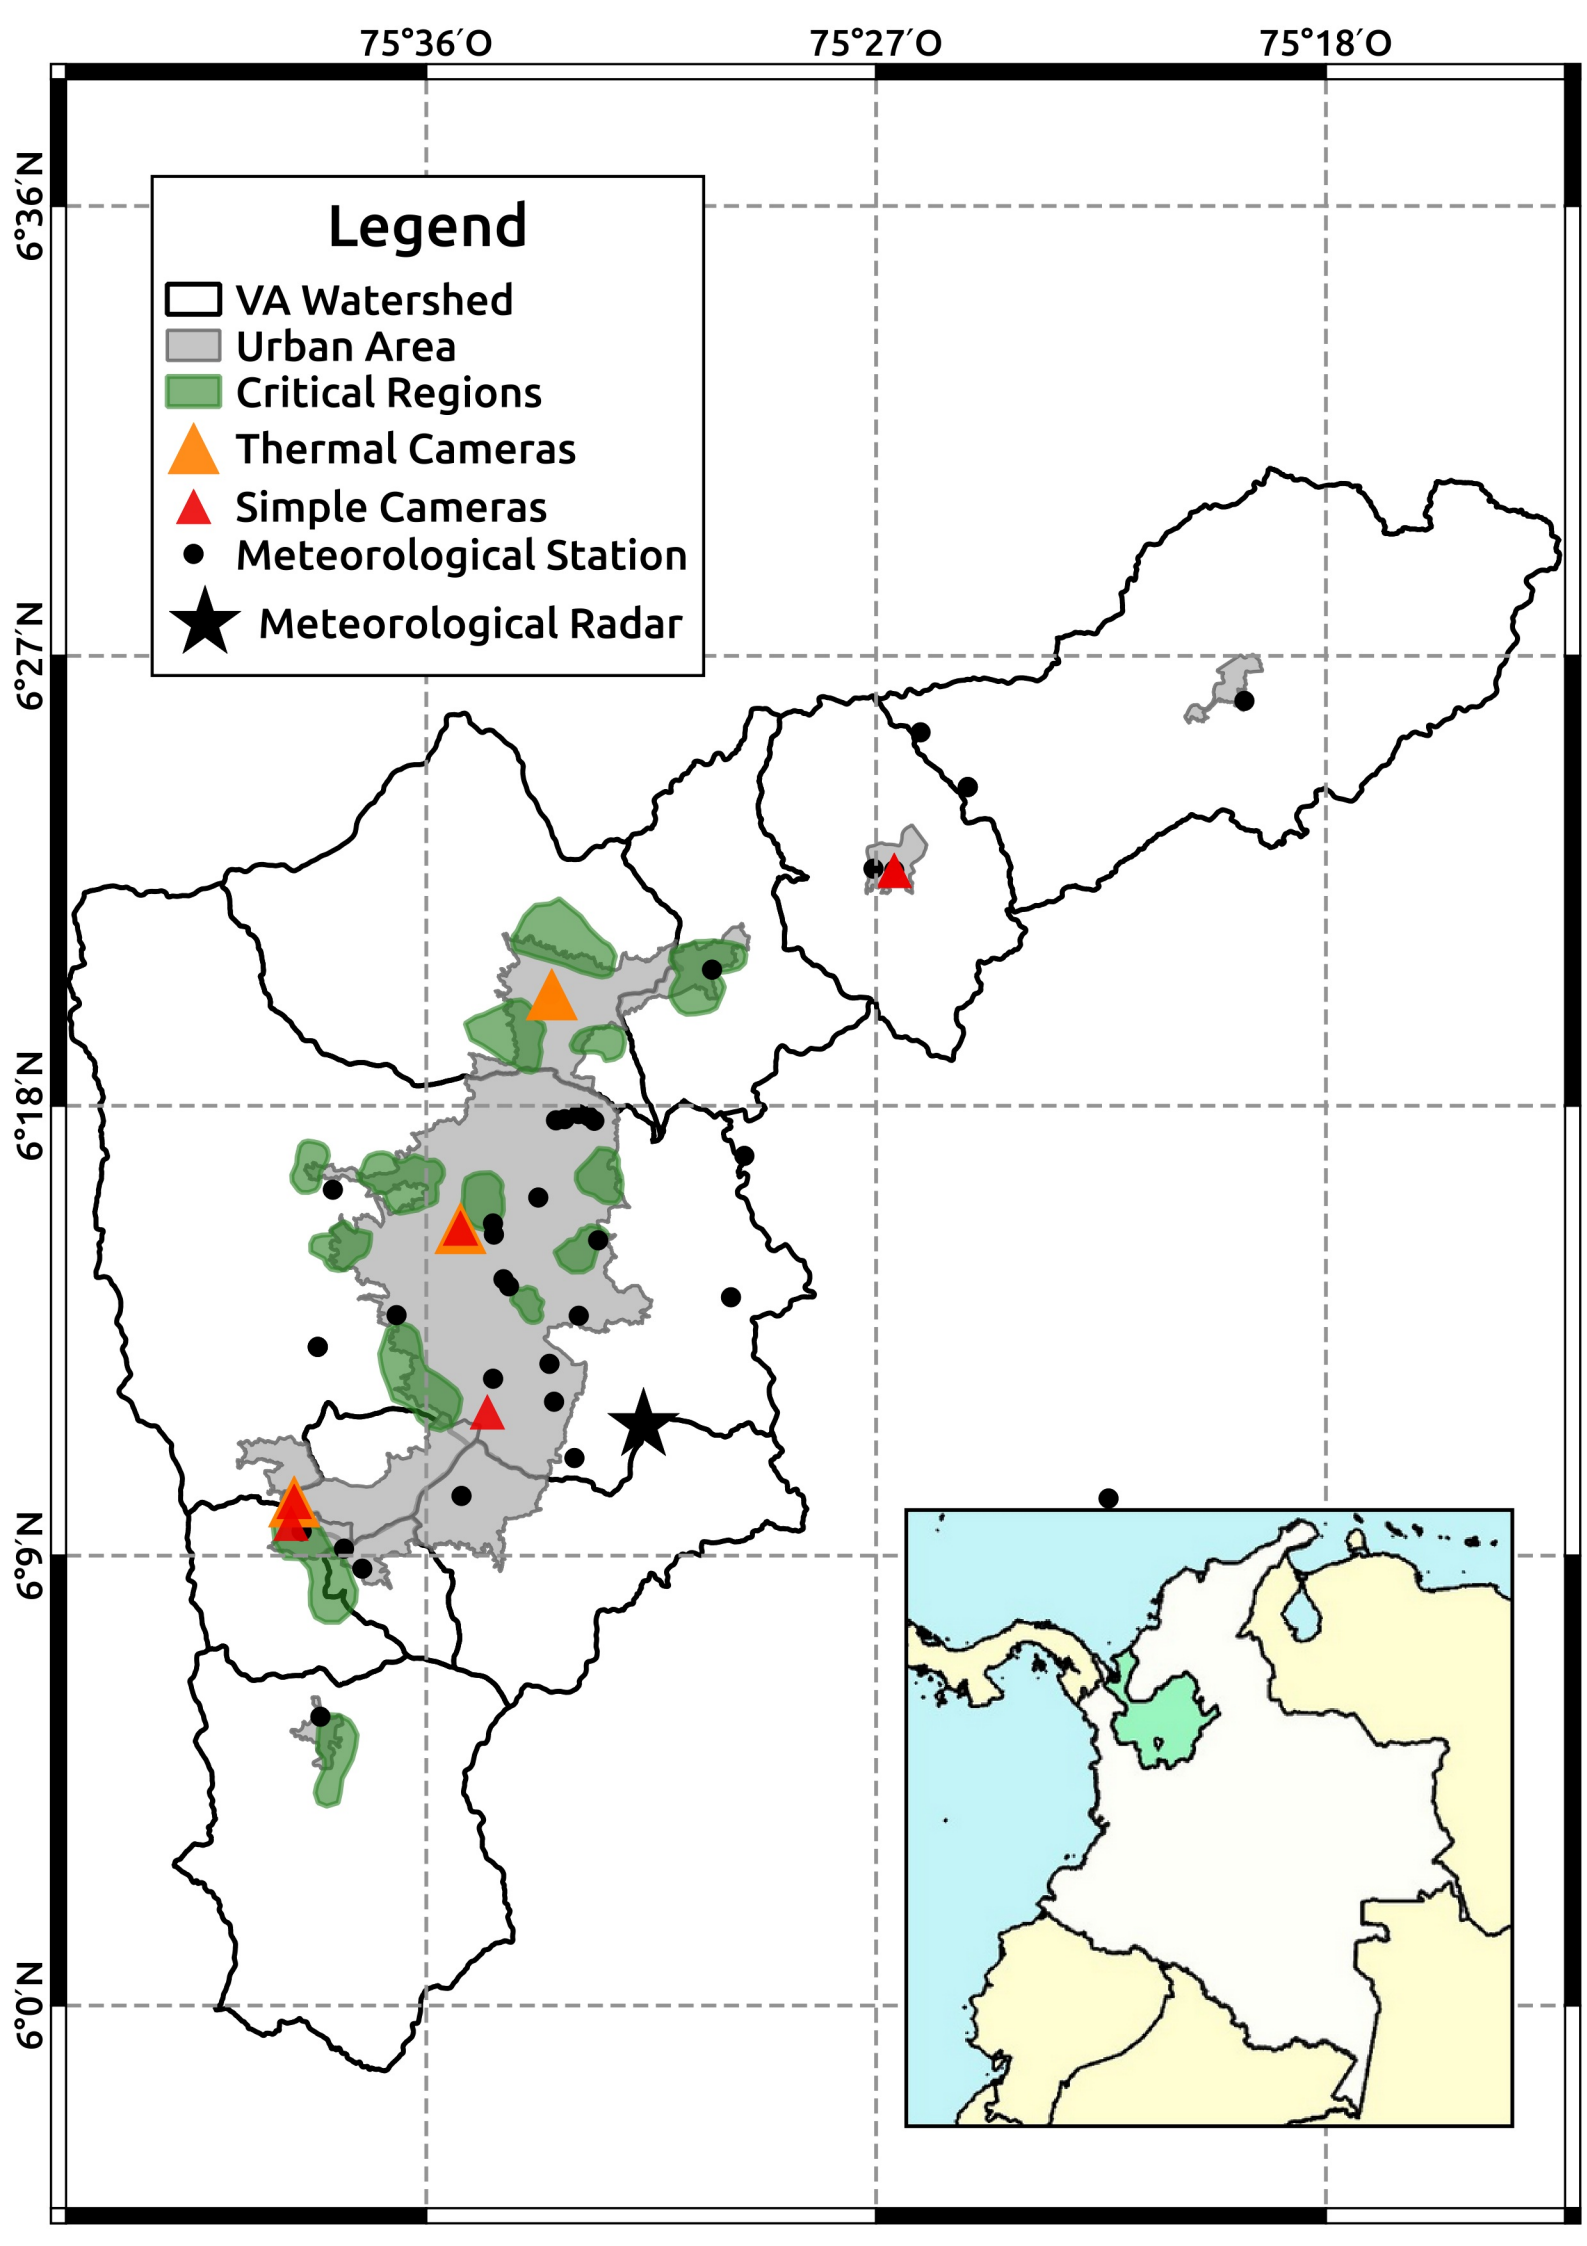 75°36′O 75°27′O 75°18′O
6°36′N
Legend
VA Watershed
Urban Area
Critical Regions
Thermal Cameras
Simple Cameras
Meteorological Station
Meteorological Radar
6°27′N
6°18′N
6°9′N
6°0′N